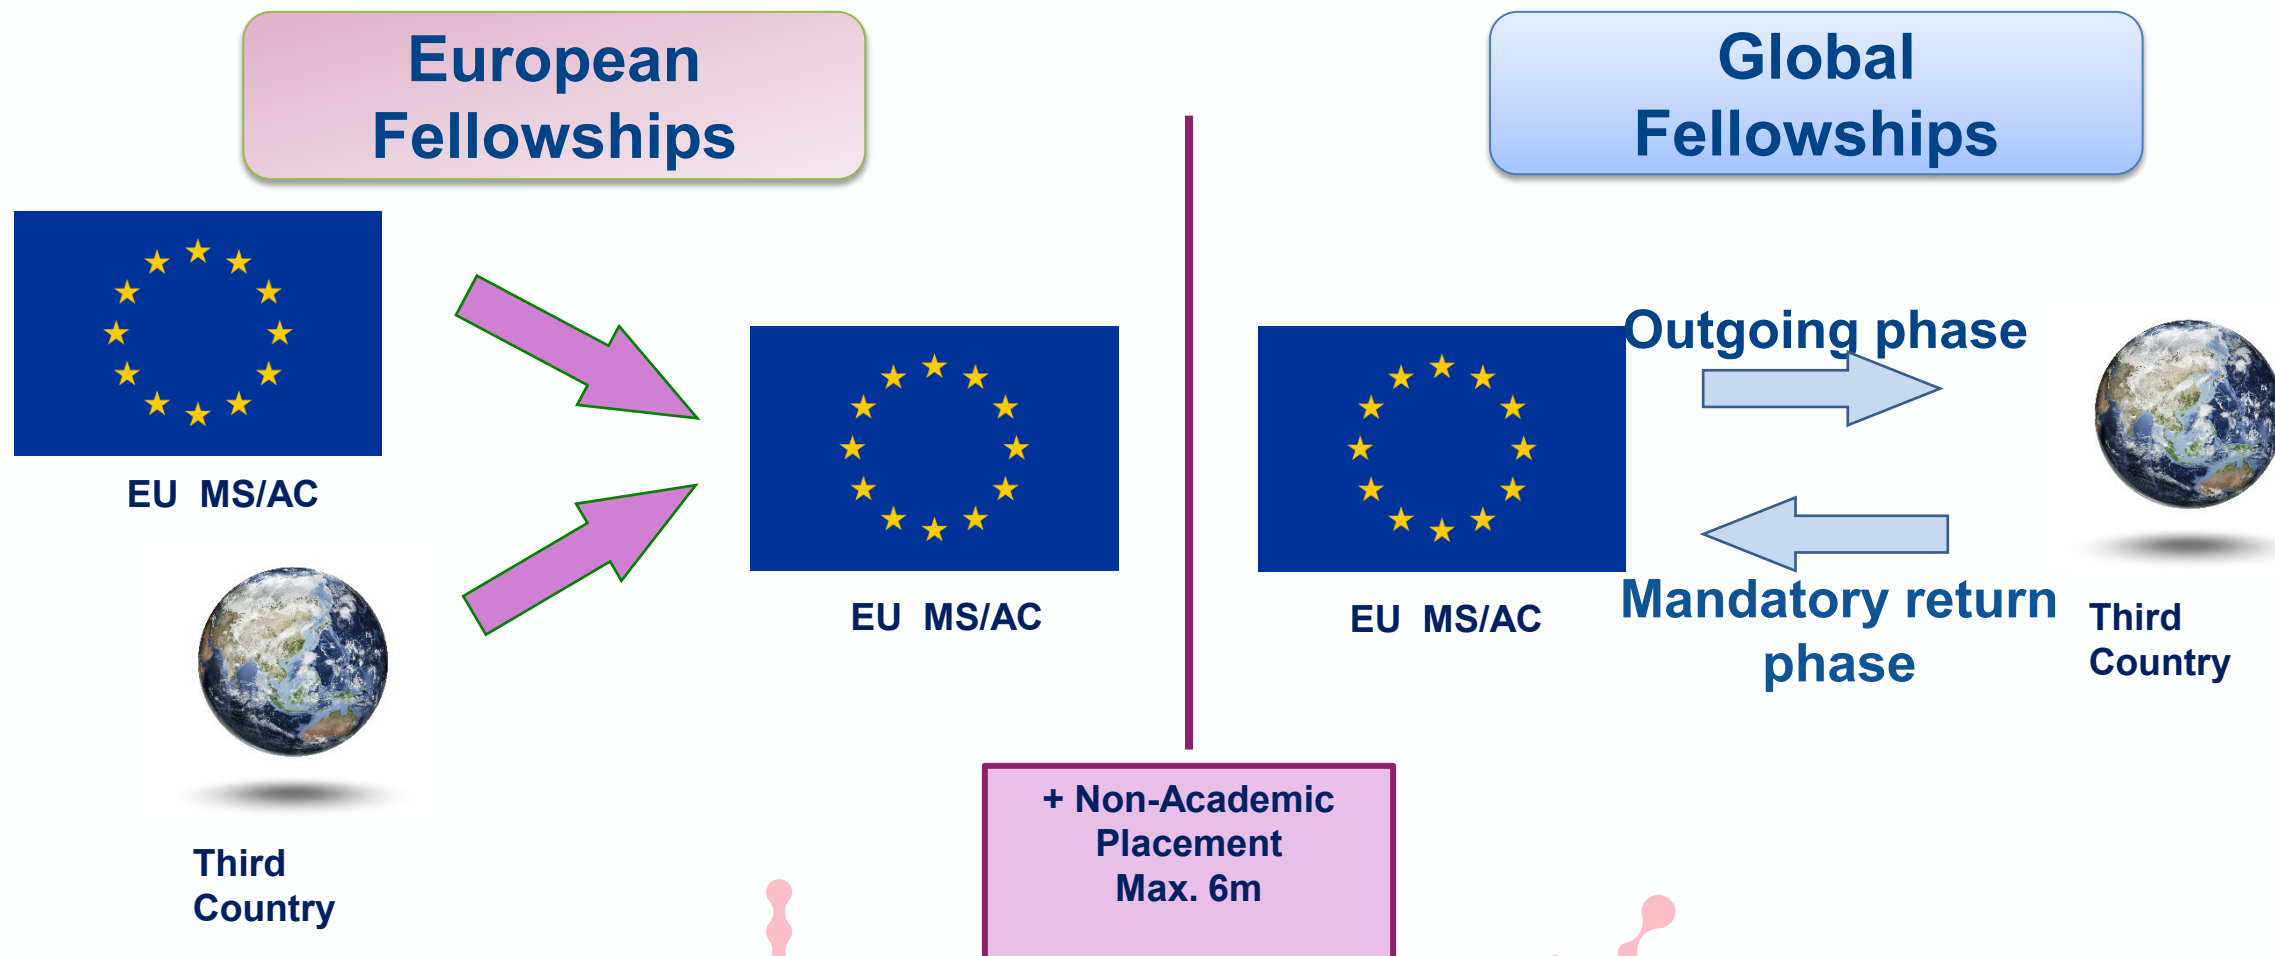 European
Fellowships
Global
Fellowships
EU  MS/AC
Third
Country
EU  MS/AC
EU  MS/AC
Outgoing phase
Mandatory return
phase
Third
Country
+ Non-Academic
Placement
Max. 6m